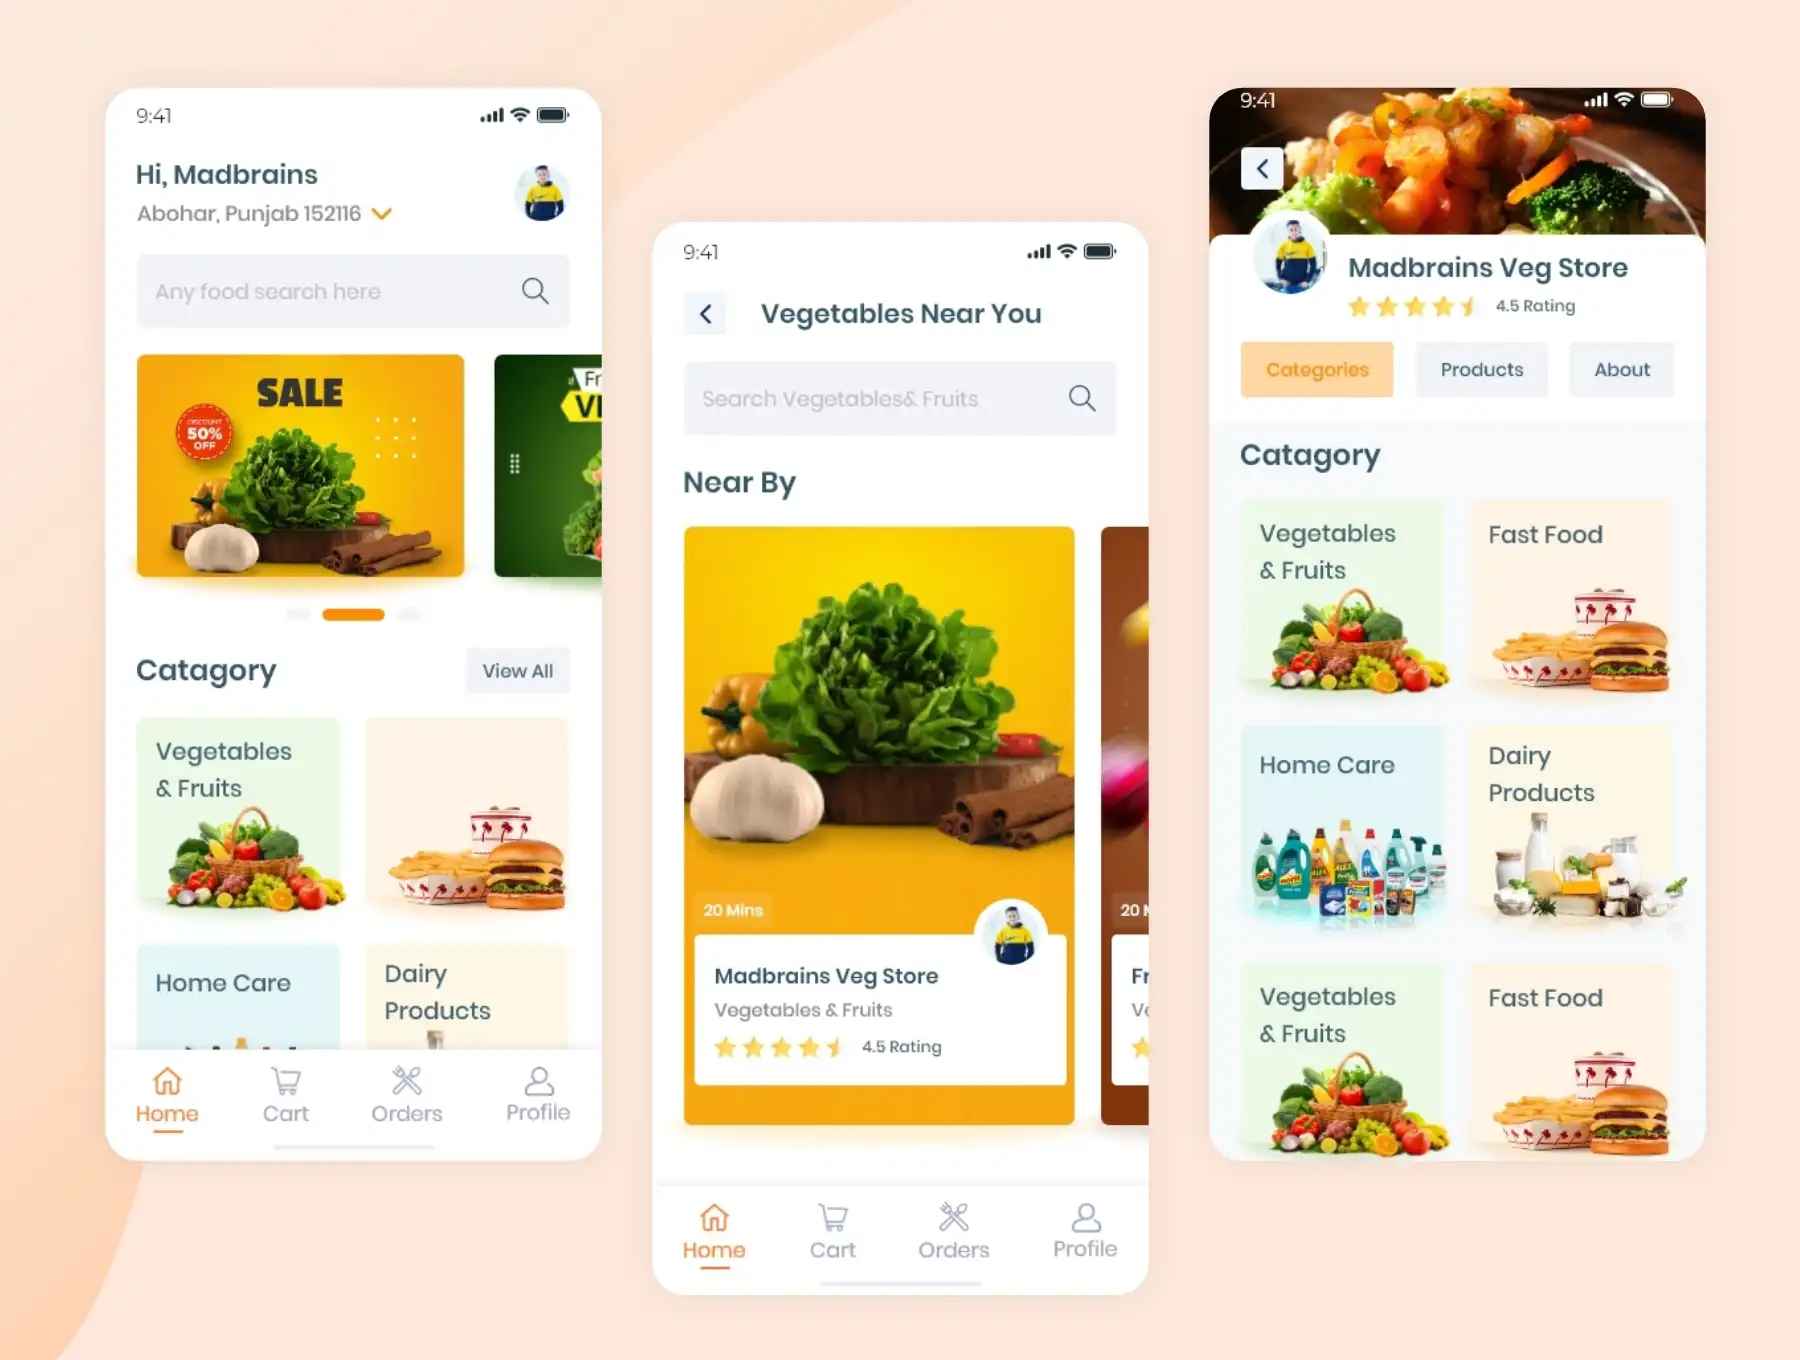 9:41
Hi, Madbrains
Abohar, Punjab 152116
Any food search here
SALE
DISCOUNT
50%
OFF
Fr
VI
Catagory
View All
Vegetables
& Fruits
Home Care
Dairy
Products
Home
Cart
Orders
Profile
9:41
Vegetables Near You
Search Vegetables& Fruits
Near By
20 Mins
Madbrains Veg Store
Vegetables & Fruits
4.5 Rating
20 M
Fr
Ve
Home
Cart
Orders
Profile
9:41
Madbrains Veg Store
4.5 Rating
Categories
Products
About
Catagory
Vegetables
& Fruits
Fast Food
Home Care
Dairy
Products
Vegetables
& Fruits
Fast Food